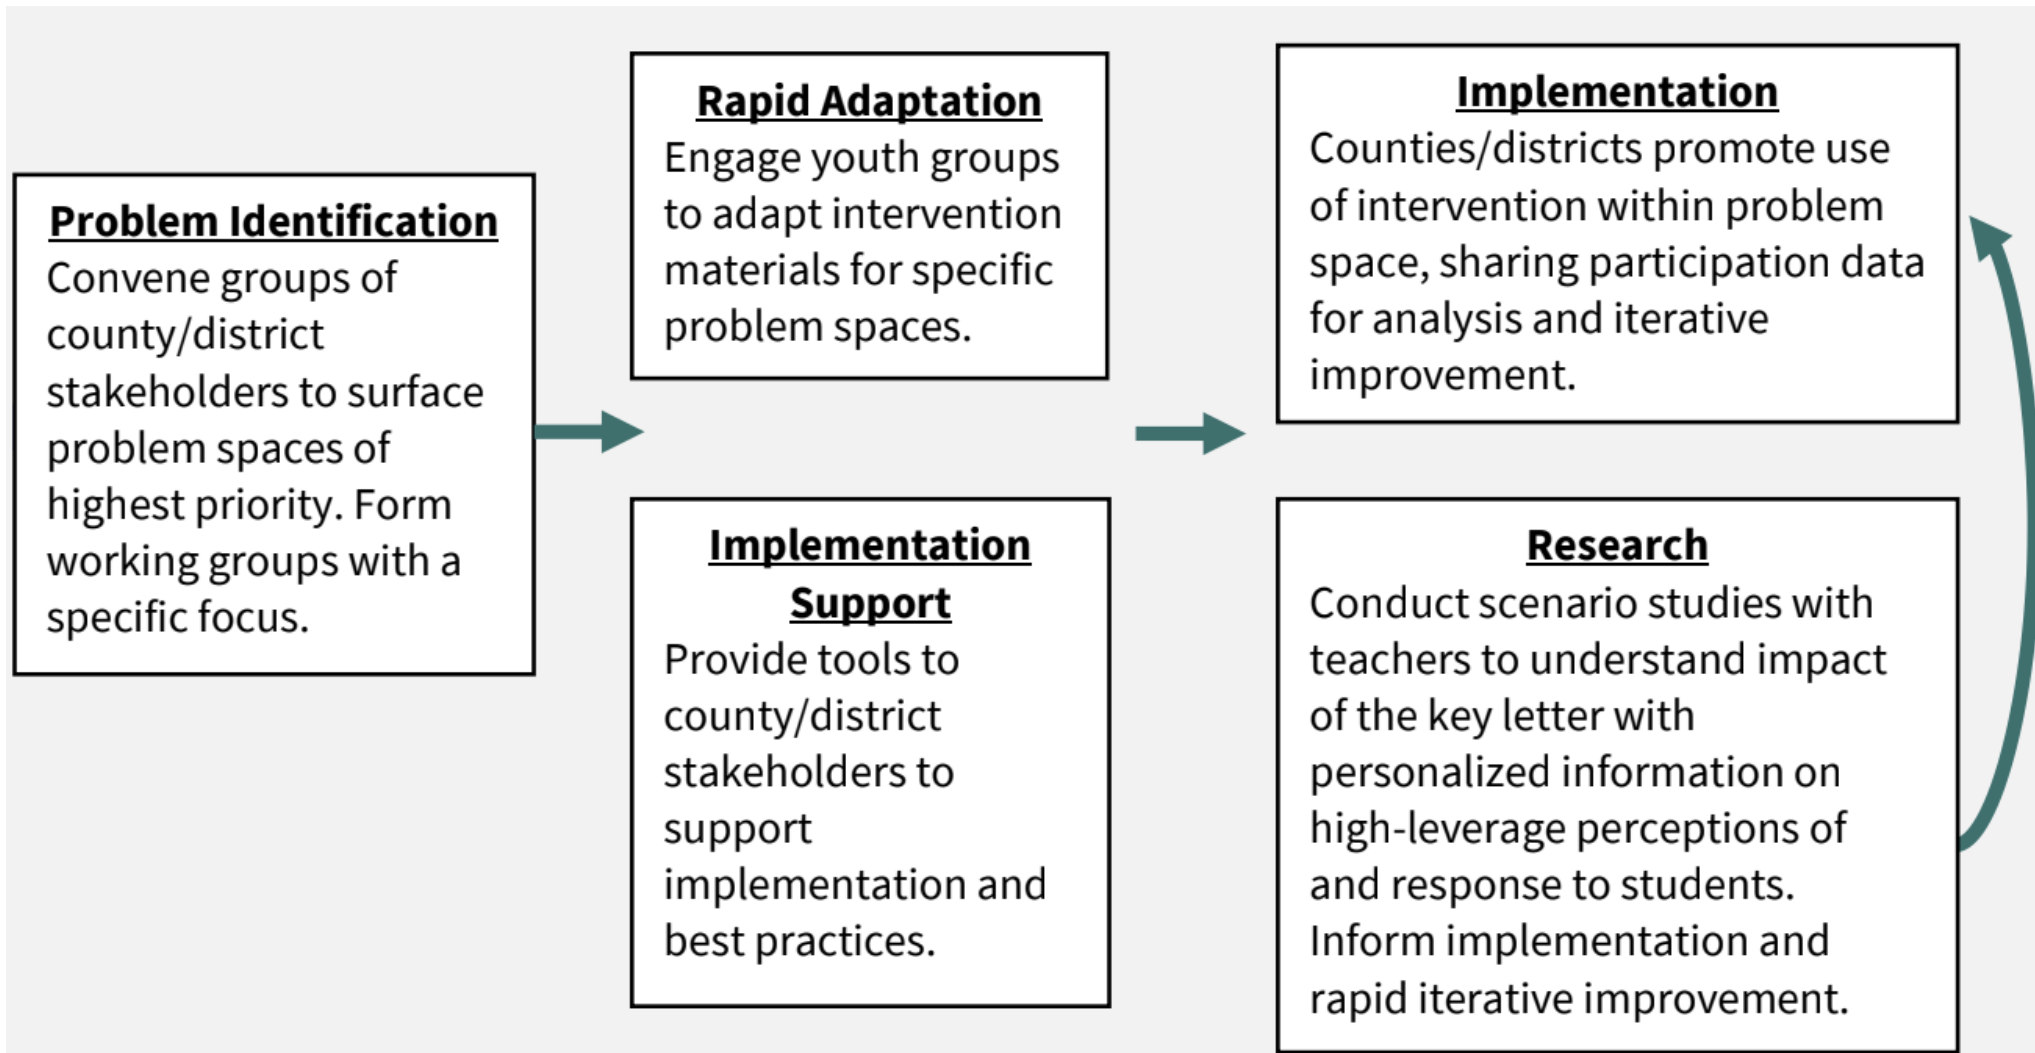 Problem Identification
Convene groups of
county/district
stakeholders to surface
problem spaces of
highest priority. Form
working groups with a
specific focus.
Rapid Adaptation
Engage youth groups
to adapt intervention
materials for specific
problem spaces.
Implementation
Support
Provide tools to
county/district
stakeholders to
support
implementation and
best practices.
Implementation
Counties/districts promote use
of intervention within problem
space, sharing participation data
for analysis and iterative
improvement.
Research
Conduct scenario studies with
teachers to understand impact
of the key letter with
personalized information on
high-leverage perceptions of
and response to students.
Inform implementation and
rapid iterative improvement.